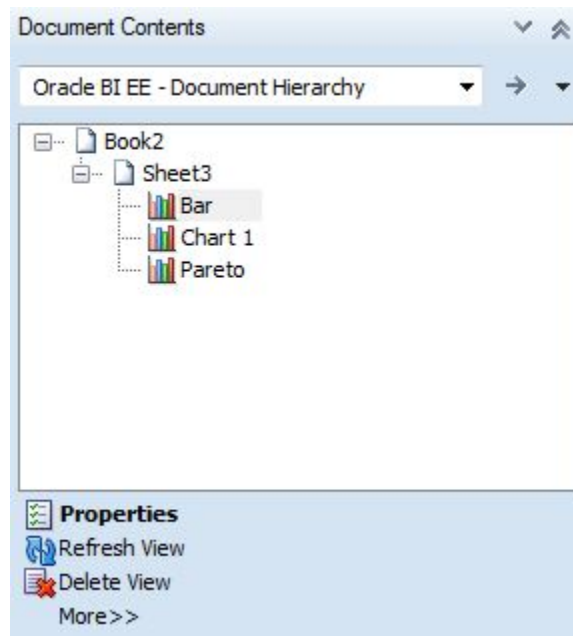 Document Contents
Oracle BI EE - Document Hierarchy
Book2
Sheet3
Bar
Chart 1
Pareto
Properties
Refresh View
Delete View
More>>